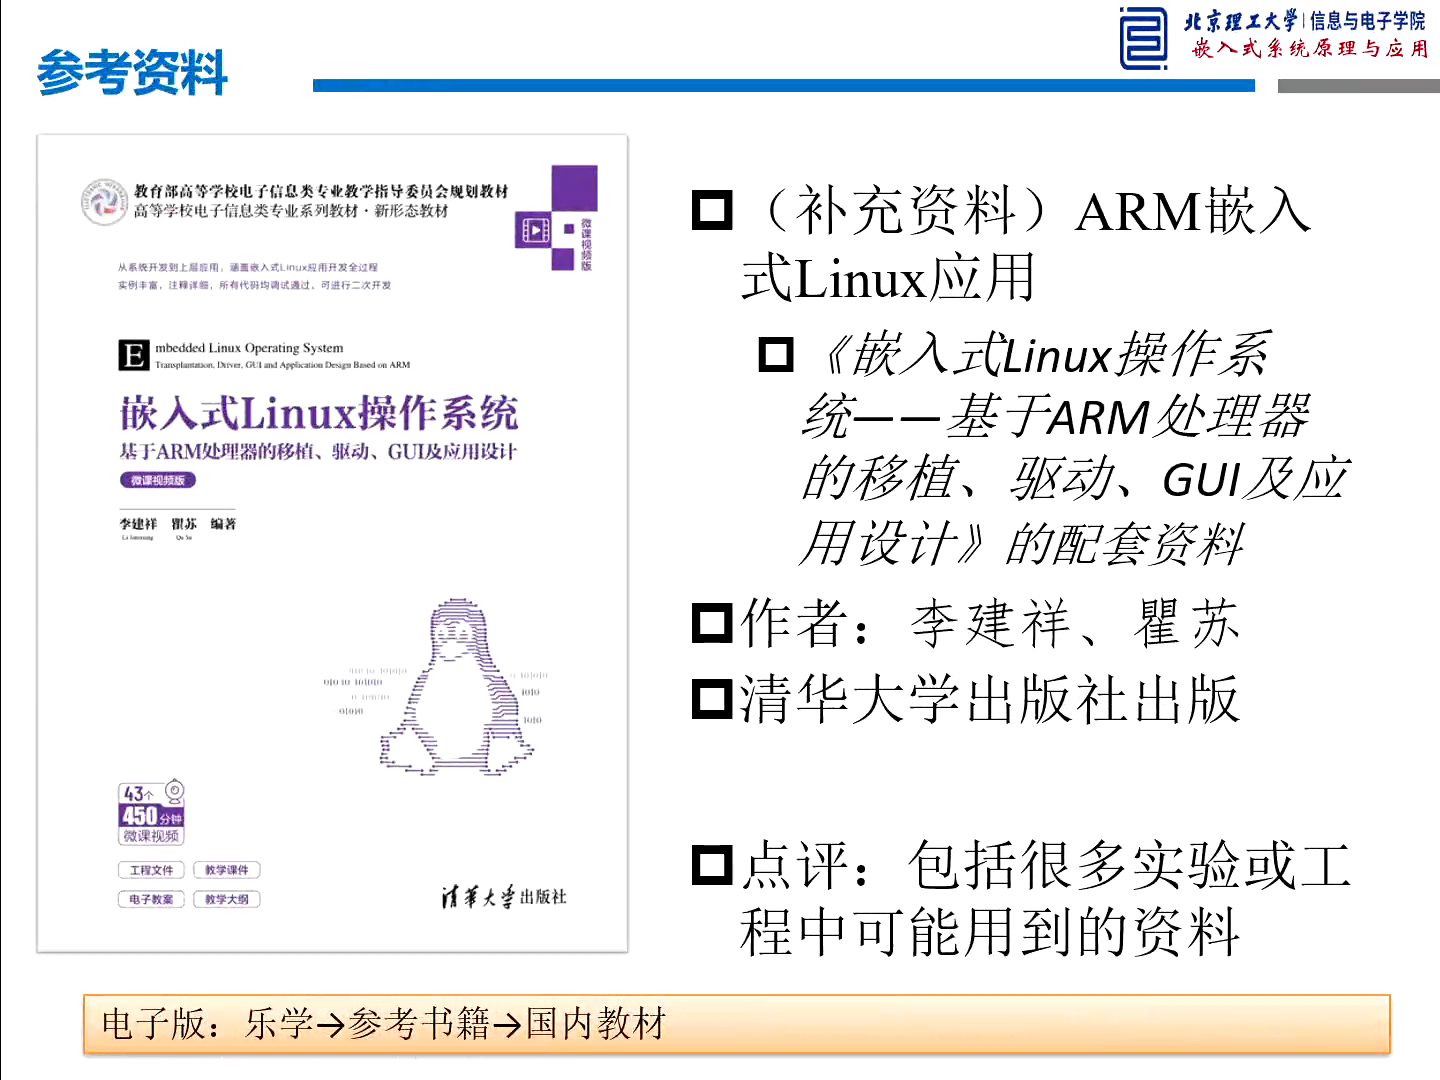 北京理工大学 信息与电子学院
嵌入式系统原理与应用
参考资料
教育部高等学校电子信息类专业教学指导委员会规划教材
高等学校电子信息类专业系列教材·新形态教材
微课视频版
从系统开发到上层应用，涵盖嵌入式Linux应用开发全过程
实例丰富，注释详细，所有代码均调试通过，可进行二次开发
Embedded Linux Operating System
Transplantation, Driver, GUI and Application Design Based on ARM
嵌入式Linux操作系统
基于ARM处理器的移植、驱动、GUI及应用设计
微课视频版
李建祥 瞿苏 编著
Li Jianxiang Qu Su
43个
450分钟
微课视频
工程文件 教学课件
电子教案 教学大纲
清华大学出版社
（补充资料）ARM嵌入
式Linux应用
《嵌入式Linux操作系
统——基于ARM处理器
的移植、驱动、GUI及应
用设计》的配套资料
作者：李建祥、瞿苏
清华大学出版社出版
点评：包括很多实验或工
程中可能用到的资料
电子版：乐学→参考书籍→国内教材